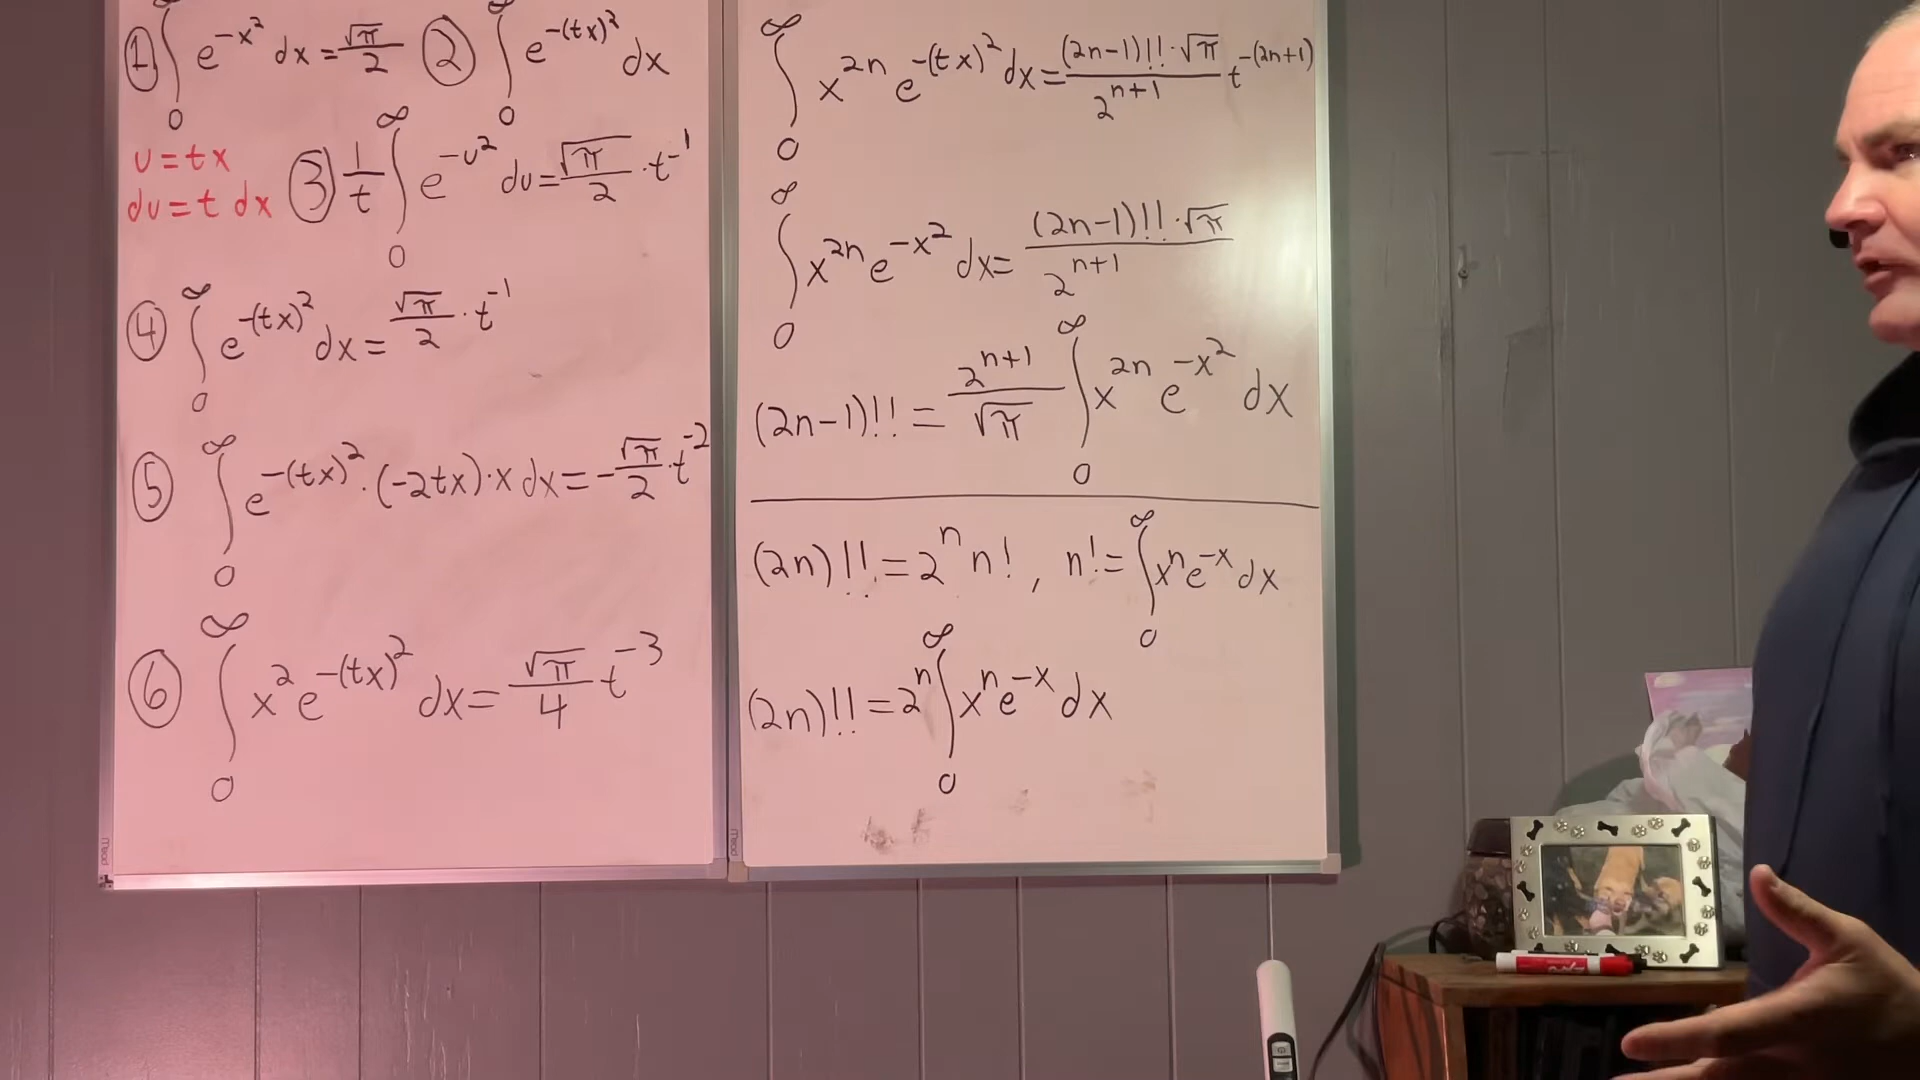 ① ∫₀^∞ e^{-x²} dx = √π/2 ② ∫₀^∞ e^{-(tx)²} dx
u = tx
du = t dx
③ 1/t ∫₀^∞ e^{-u²} du = √π/2 · t^{-1}
④ ∫₀^∞ e^{-(tx)²} dx = √π/2 · t^{-1}
⑤ ∫₀^∞ e^{-(tx)²} · (-2tx) · x dx = -√π/2 · t^{-2}
⑥ ∫₀^∞ x² e^{-(tx)²} dx = √π/4 t^{-3}
∫₀^∞ x^{2n} e^{-(tx)²} dx = (2n-1)!! · √π / 2^{n+1} t^{-(2n+1)}
∫₀^∞ x^{2n} e^{-x²} dx = (2n-1)!! · √π / 2^{n+1}
(2n-1)!! = 2^{n+1}/√π ∫₀^∞ x^{2n} e^{-x²} dx
(2n)!! = 2^n n! , n! = ∫₀^∞ x^n e^{-x} dx
(2n)!! = 2^n ∫₀^∞ x^n e^{-x} dx
Mead
Mead